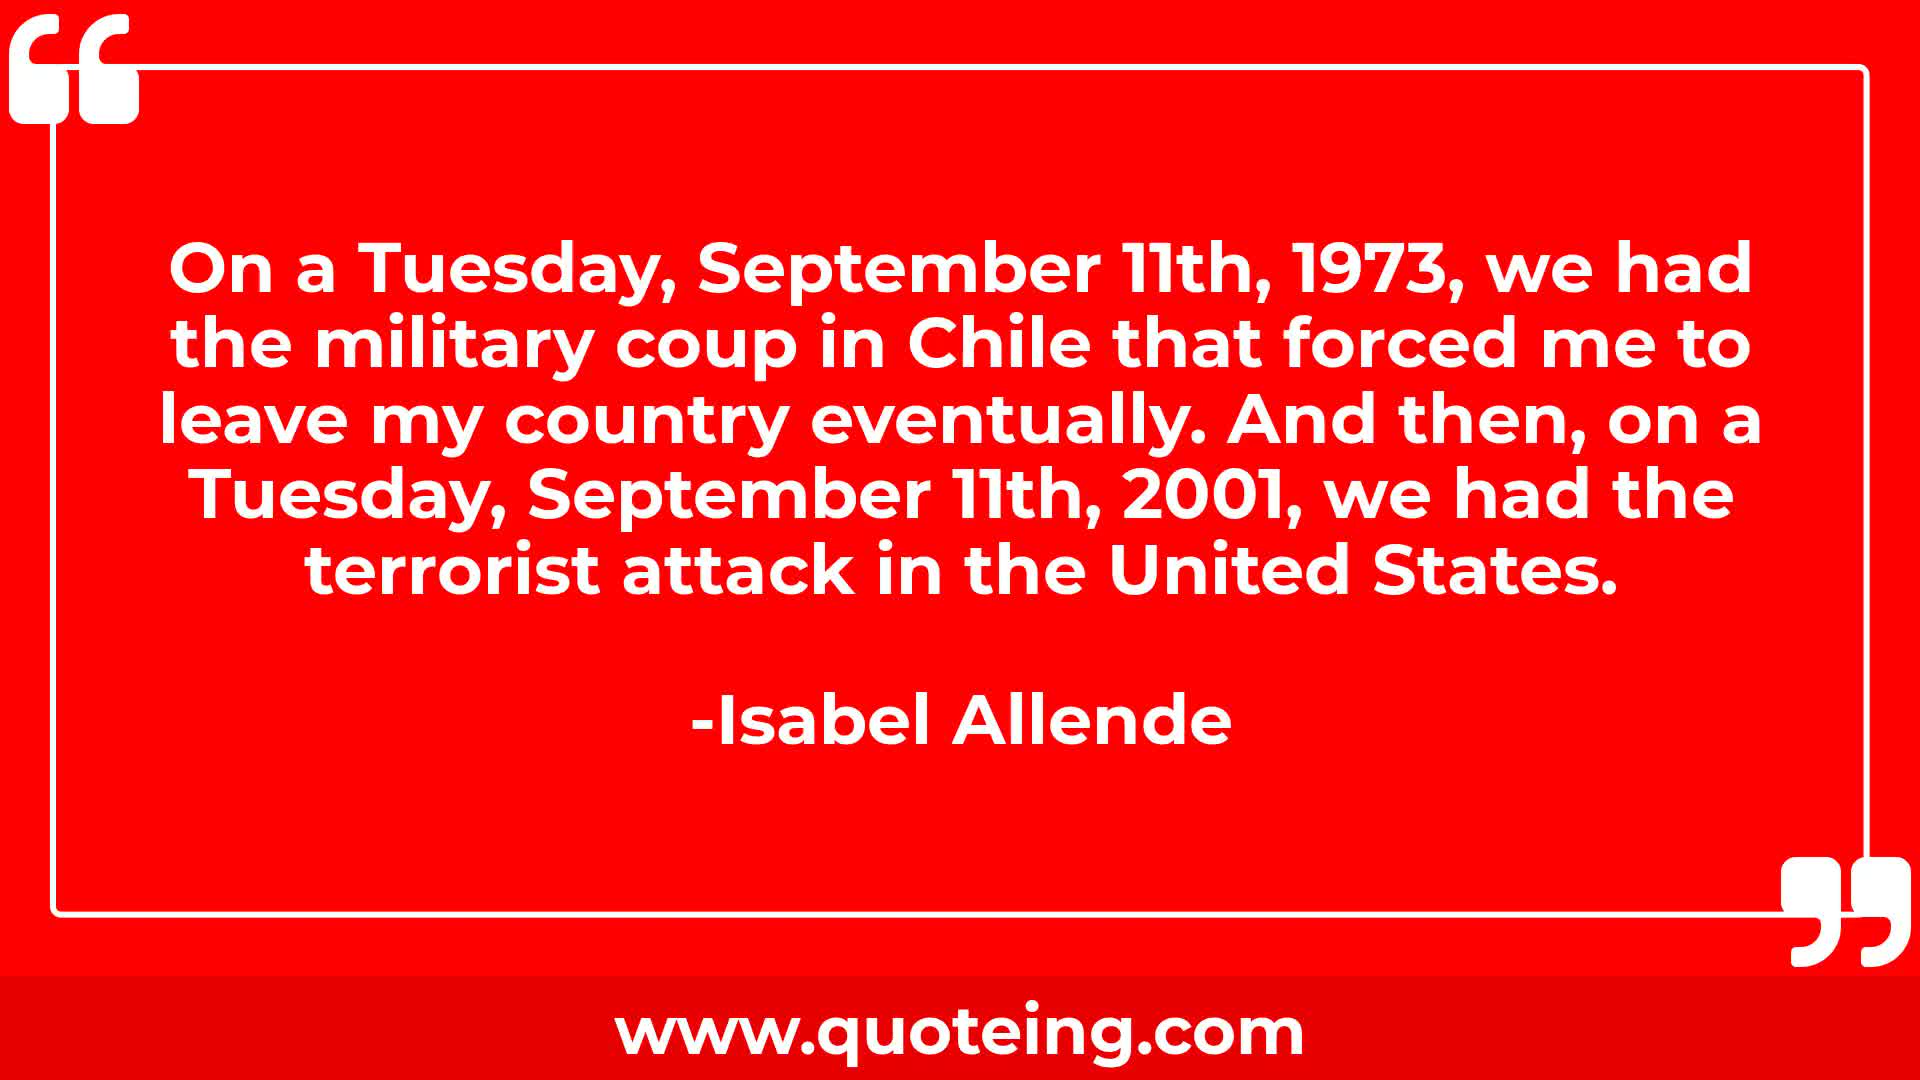 On a Tuesday, September 11th, 1973, we had
the military coup in Chile that forced me to
leave my country eventually. And then, on a
Tuesday, September 11th, 2001, we had the
terrorist attack in the United States.
-Isabel Allende
www.quoteing.com